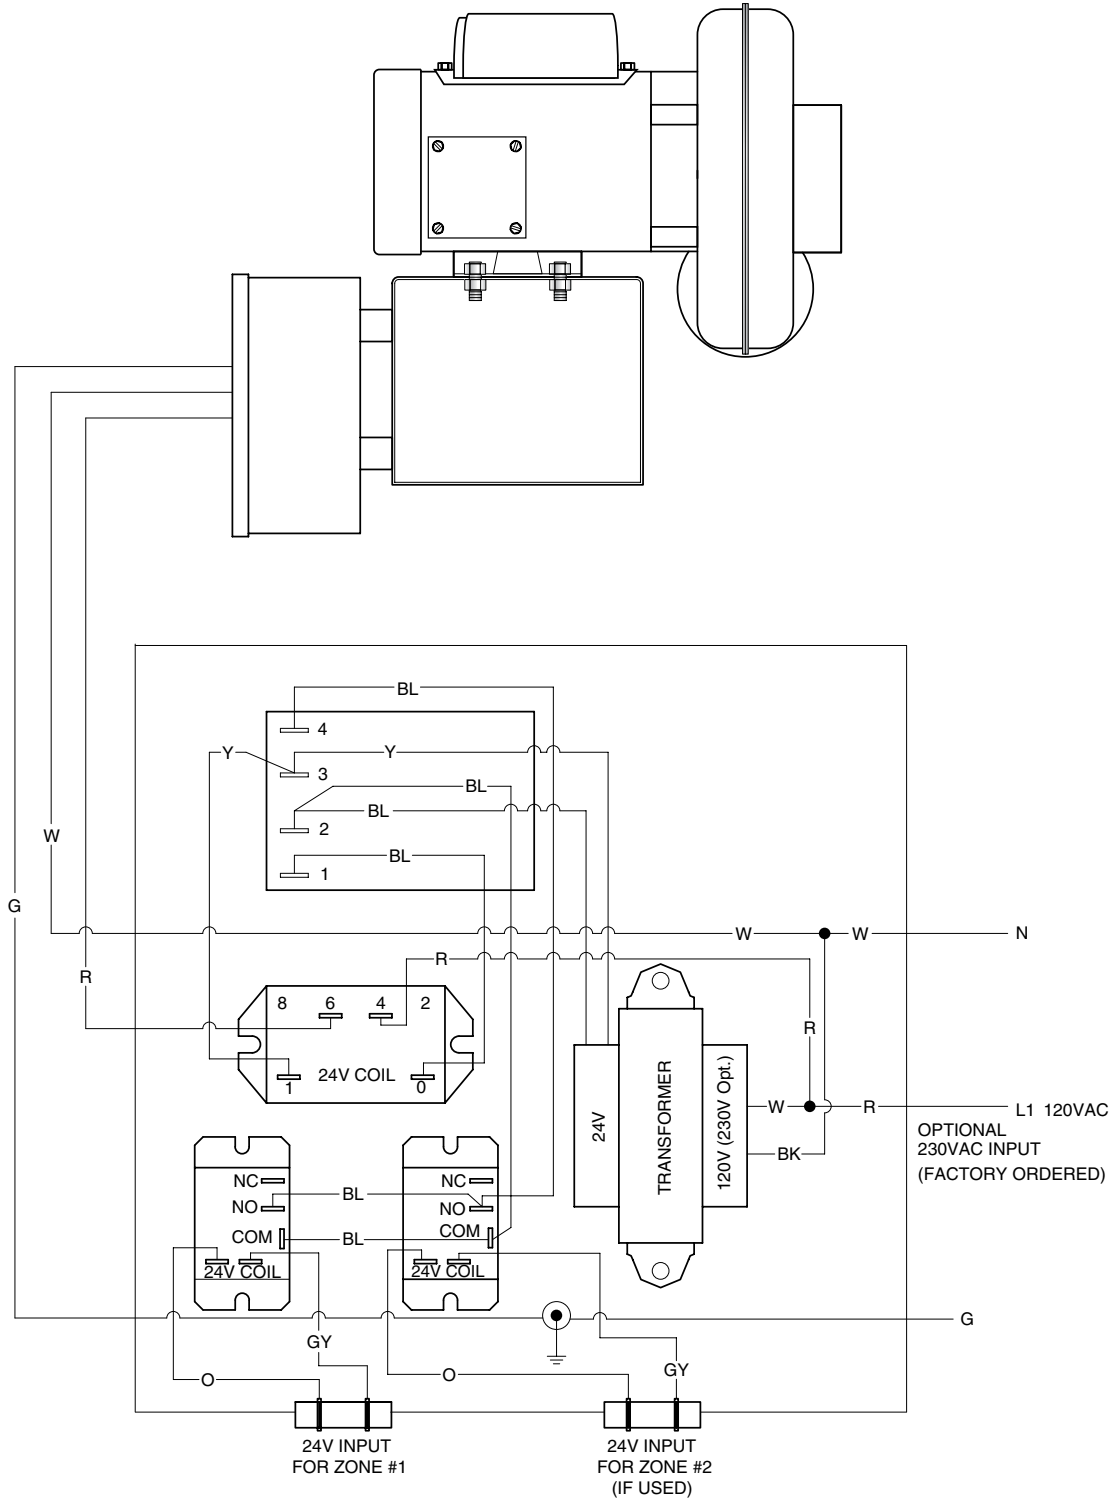 BL
4
Y
Y
3
BL
BL
2
W
BL
1
G
W
W
N
R
R
8
6
4
2
R
24V COIL
1
0
24V
TRANSFORMER
120V (230V Opt.)
W
R
L1 120VAC
OPTIONAL
230VAC INPUT
(FACTORY ORDERED)
BK
NC
NC
BL
NO
NO
COM
BL
COM
24V COIL
24V COIL
G
GY
GY
O
O
24V INPUT
FOR ZONE #1
24V INPUT
FOR ZONE #2
(IF USED)